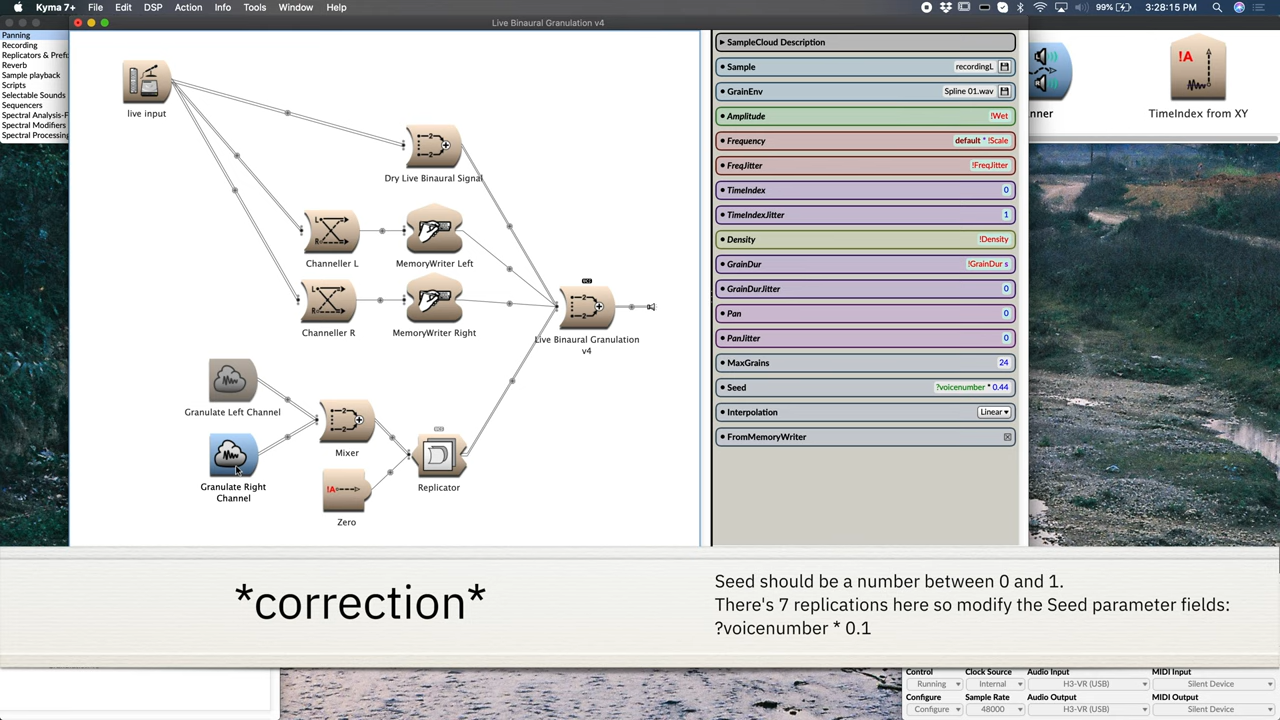 Kyma 7+ File Edit DSP Action Info Tools Window Help
99% 3:28:15 PM
Live Binaural Granulation v4
Panning
Recording
Replicators & Prefi
Reverb
Sample playback
Scripts
Selectable Sounds
Sequencers
Spectral Analysis-F
Spectral Modifiers
Spectral Processing
live input
Dry Live Binaural Signal
L
R
Channeller L
MemoryWriter Left
L
R
Channeller R
MemoryWriter Right
Live Binaural Granulation
v4
Granulate Left Channel
Mixer
Granulate Right
Channel
!A
Zero
Replicator
SampleCloud Description
Sample recordingL
GrainEnv Spline 01.wav
Amplitude !Wet
Frequency default * !Scale
FreqJitter !FreqJitter
TimeIndex 0
TimeIndexJitter 1
Density !Density
GrainDur !GrainDur s
GrainDurJitter 0
Pan 0
PanJitter 0
MaxGrains 24
Seed ?voicenumber * 0.44
Interpolation Linear
FromMemoryWriter
!A
nner
TimeIndex from XY
*correction*
Seed should be a number between 0 and 1.
There's 7 replications here so modify the Seed parameter fields:
?voicenumber * 0.1
Control Clock Source Audio Input MIDI Input
Running Internal H3-VR (USB) Silent Device
Configure Sample Rate Audio Output MIDI Output
Configure 48000 H3-VR (USB) Silent Device